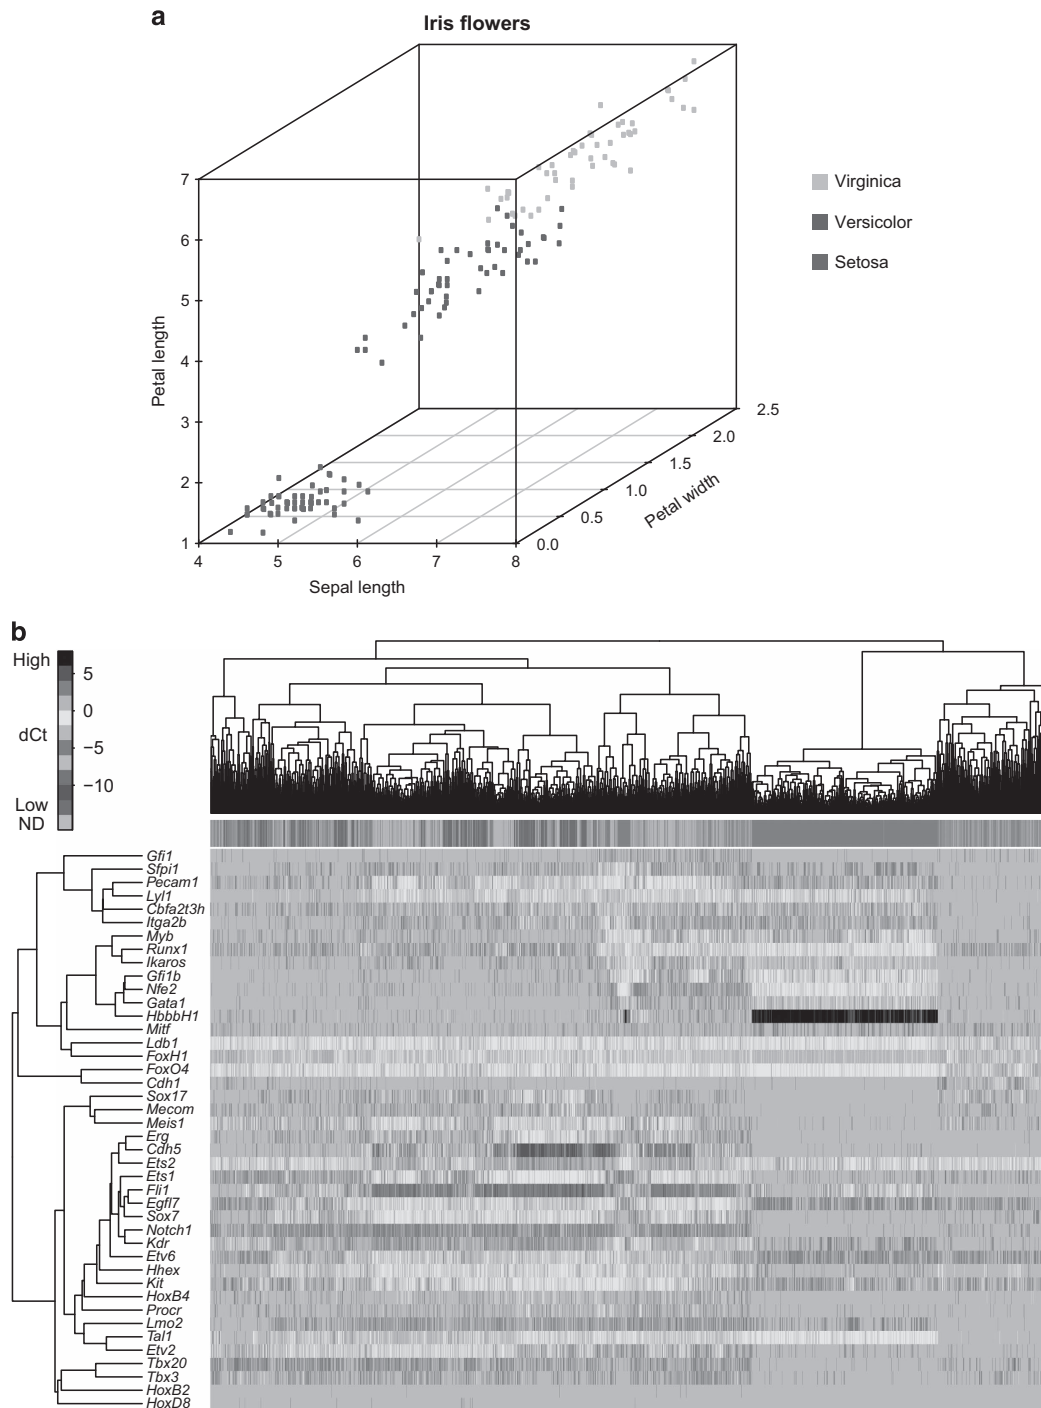 a
Iris flowers
7
6
5
4
3
2
1
Petal length
4 5 6 7 8
Sepal length
0.0
0.5
1.0
1.5
2.0
2.5
Petal width
Virginica
Versicolor
Setosa
b
High
dCt
Low
ND
5
0
−5
−10
Gfi1
Sfpi1
Pecam1
Lyl1
Cbfa2t3h
Itga2b
Myb
Runx1
Ikaros
Gfi1b
Nfe2
Gata1
HbbbH1
Mitf
Ldb1
FoxH1
FoxO4
Cdh1
Sox17
Mecom
Meis1
Erg
Cdh5
Ets2
Ets1
Fli1
Egfl7
Sox7
Notch1
Kdr
Etv6
Hhex
Kit
HoxB4
Procr
Lmo2
Tal1
Etv2
Tbx20
Tbx3
HoxB2
HoxD8